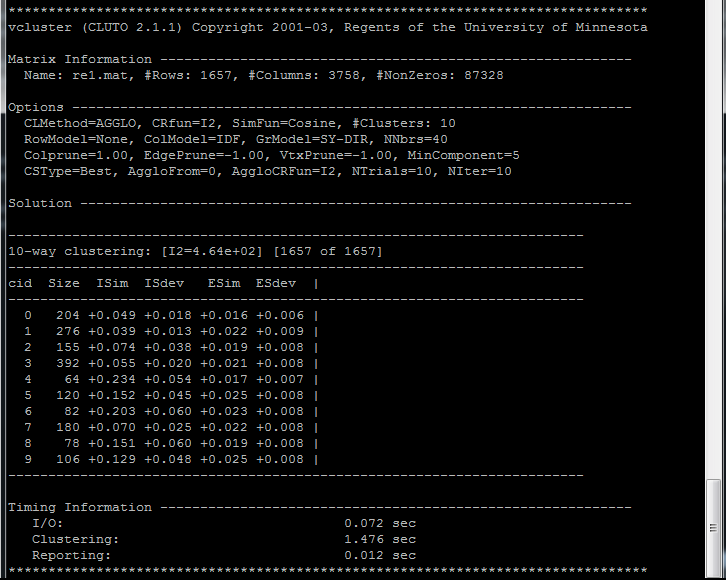 ********************************************************************************
vcluster (CLUTO 2.1.1) Copyright 2001-03, Regents of the University of Minnesota

Matrix Information -----------------------------------------------------------
  Name: re1.mat, #Rows: 1657, #Columns: 3758, #NonZeros: 87328

Options ----------------------------------------------------------------------
  CLMethod=AGGLO, CRfun=I2, SimFun=Cosine, #Clusters: 10
  RowModel=None, ColModel=IDF, GrModel=SY-DIR, NNbrs=40
  Colprune=1.00, EdgePrune=-1.00, VtxPrune=-1.00, MinComponent=5
  CSType=Best, AggloFrom=0, AggloCRFun=I2, NTrials=10, NIter=10

Solution ---------------------------------------------------------------------

------------------------------------------------------------------------
10-way clustering: [I2=4.64e+02] [1657 of 1657]
------------------------------------------------------------------------
cid  Size  ISim  ISdev   ESim  ESdev  |
------------------------------------------------------------------------
  0   204 +0.049 +0.018 +0.016 +0.006 |
  1   276 +0.039 +0.013 +0.022 +0.009 |
  2   155 +0.074 +0.038 +0.019 +0.008 |
  3   392 +0.055 +0.020 +0.021 +0.008 |
  4    64 +0.234 +0.054 +0.017 +0.007 |
  5   120 +0.152 +0.045 +0.025 +0.008 |
  6    82 +0.203 +0.060 +0.023 +0.008 |
  7   180 +0.070 +0.025 +0.022 +0.008 |
  8    78 +0.151 +0.060 +0.019 +0.008 |
  9   106 +0.129 +0.048 +0.025 +0.008 |
------------------------------------------------------------------------

Timing Information -----------------------------------------------------------
   I/O:                                   0.072 sec
   Clustering:                            1.476 sec
   Reporting:                             0.012 sec
********************************************************************************